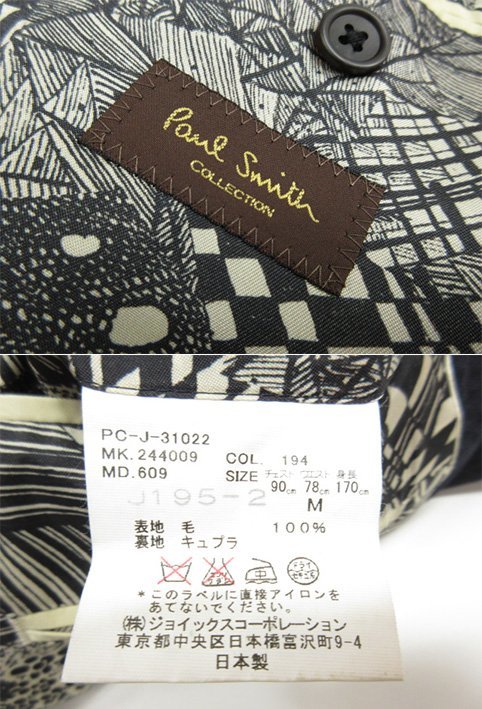 Paul Smith
COLLECTION
PC-J-31022
MK.244009 COL. 194
MD.609 SIZE チェスト ウエスト 身長
90cm 78cm 170cm
J195-2 M
表地 毛 100%
裏地 キュプラ
ドライ
*このラベルに直接アイロンを
あてないでください。
(株)ジョイックスコーポレーション
東京都中央区日本橋富沢町9-4
日本製